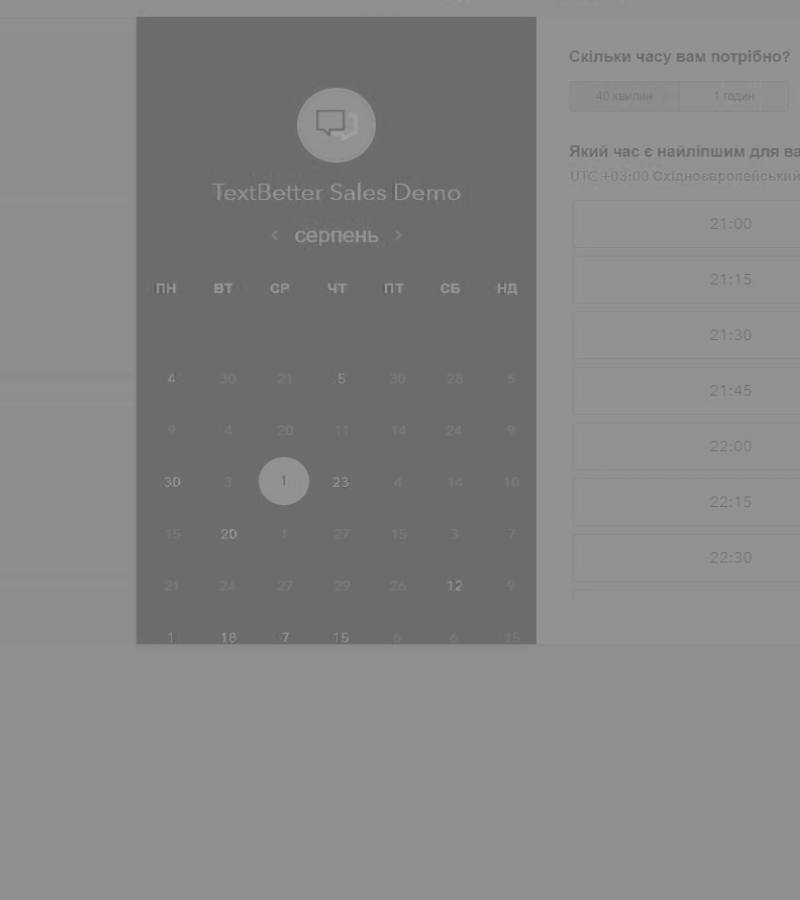 TextBetter Sales Demo
‹ серпень ›
ПН ВТ СР ЧТ ПТ СБ НД
4 30 21 5 30 28 5
9 4 20 11 14 24 9
30 3 1 23 4 14 10
15 20 1 27 15 3 7
21 24 27 29 26 12 9
1 18 7 15 6 6 15
Скільки часу вам потрібно?
40 хвилин 1 годин
Який час є найліпшим для ва
UTC +03:00 Східноєвропейський
21:00
21:15
21:30
21:45
22:00
22:15
22:30